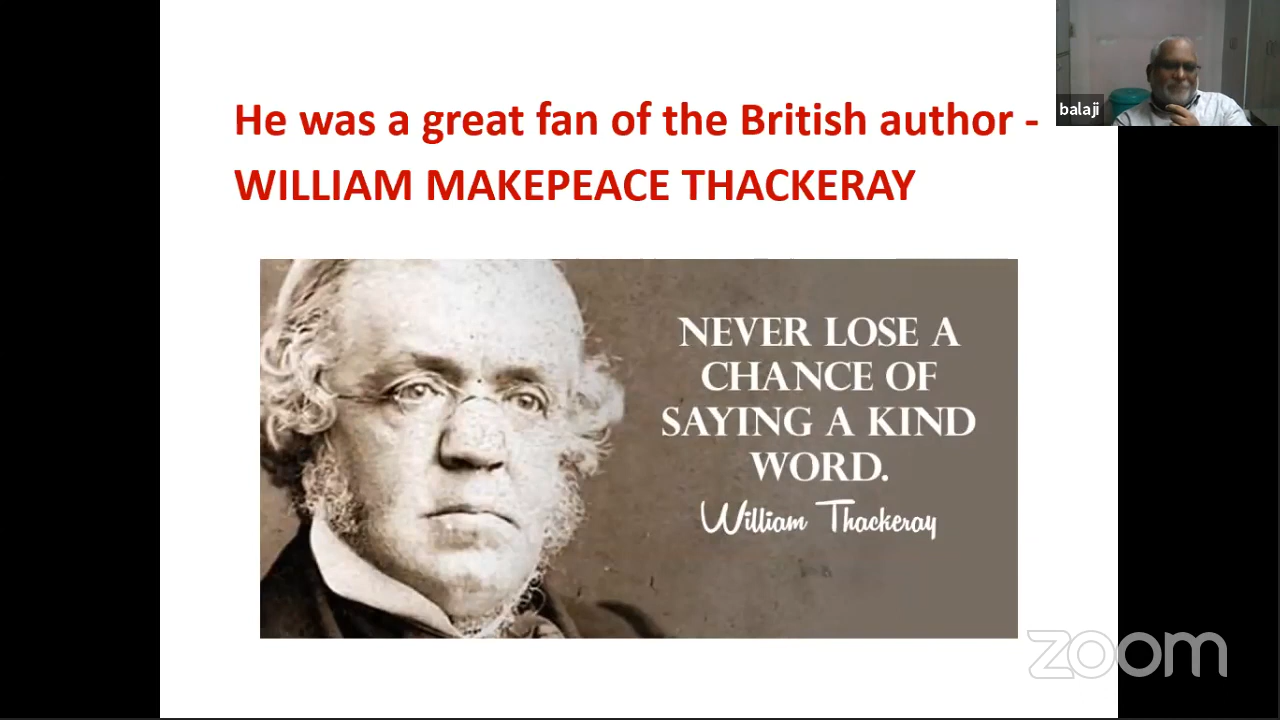 He was a great fan of the British author -
WILLIAM MAKEPEACE THACKERAY
balaji
NEVER LOSE A
CHANCE OF
SAYING A KIND
WORD.
William Thackeray
zoom